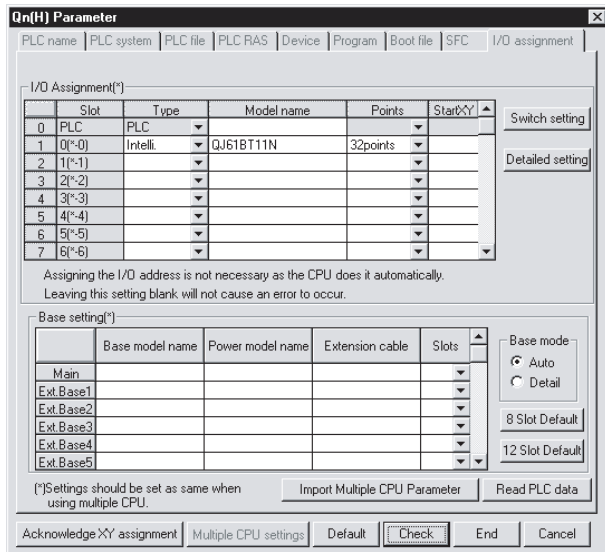 Qn(H) Parameter
PLC name PLC system PLC file PLC RAS Device Program Boot file SFC I/O assignment
I/O Assignment(*)
Slot Type Model name Points StartXY
0 PLC PLC
1 0(*-0) Intelli. QJ61BT11N 32points
2 1(*-1)
3 2(*-2)
4 3(*-3)
5 4(*-4)
6 5(*-5)
7 6(*-6)
Switch setting
Detailed setting
Assigning the I/O address is not necessary as the CPU does it automatically.
Leaving this setting blank will not cause an error to occur.
Base setting(*)
Base model name Power model name Extension cable Slots
Main
Ext.Base1
Ext.Base2
Ext.Base3
Ext.Base4
Ext.Base5
Base mode
Auto
Detail
8 Slot Default
12 Slot Default
(*)Settings should be set as same when
using multiple CPU.
Import Multiple CPU Parameter Read PLC data
Acknowledge XY assignment Multiple CPU settings Default Check End Cancel